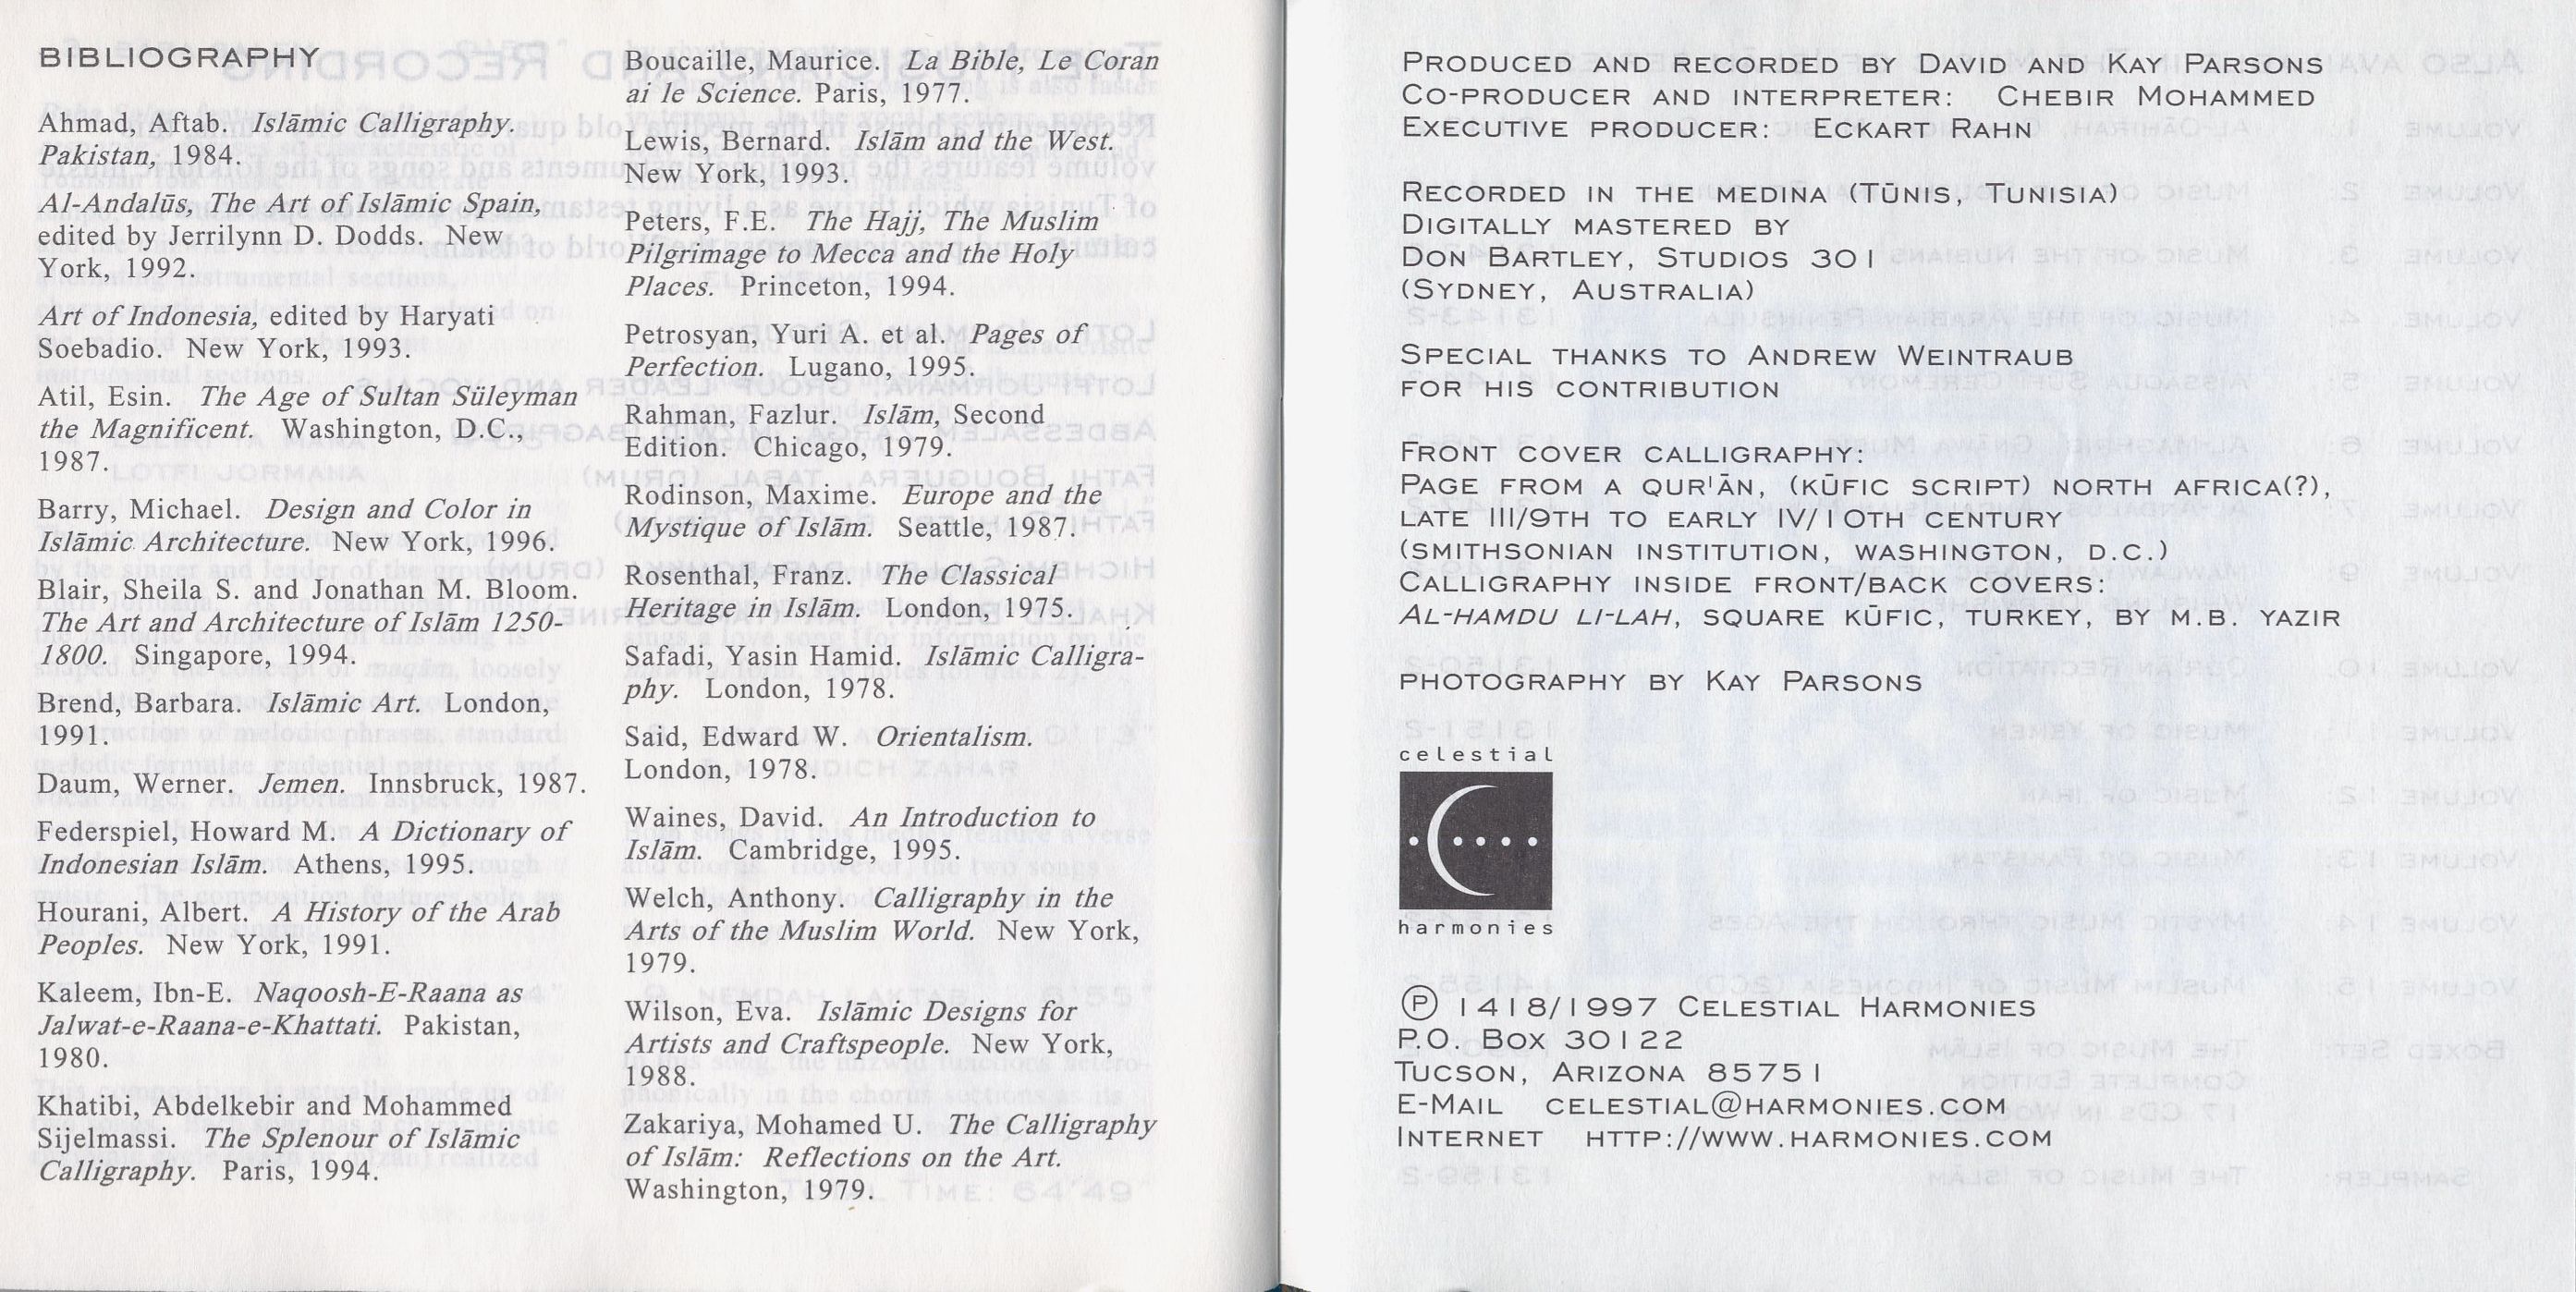 BIBLIOGRAPHY
Ahmad, Aftab. Islāmic Calligraphy.
Pakistan, 1984.
Al-Andalūs, The Art of Islāmic Spain,
edited by Jerrilynn D. Dodds. New
York, 1992.
Art of Indonesia, edited by Haryati
Soebadio. New York, 1993.
Atil, Esin. The Age of Sultan Süleyman
the Magnificent. Washington, D.C.,
1987.
Barry, Michael. Design and Color in
Islāmic Architecture. New York, 1996.
Blair, Sheila S. and Jonathan M. Bloom.
The Art and Architecture of Islām 1250-
1800. Singapore, 1994.
Brend, Barbara. Islāmic Art. London,
1991.
Daum, Werner. Jemen. Innsbruck, 1987.
Federspiel, Howard M. A Dictionary of
Indonesian Islām. Athens, 1995.
Hourani, Albert. A History of the Arab
Peoples. New York, 1991.
Kaleem, Ibn-E. Naqoosh-E-Raana as
Jalwat-e-Raana-e-Khattati. Pakistan,
1980.
Khatibi, Abdelkebir and Mohammed
Sijelmassi. The Splenour of Islāmic
Calligraphy. Paris, 1994.
Boucaille, Maurice. La Bible, Le Coran
ai le Science. Paris, 1977.
Lewis, Bernard. Islām and the West.
New York, 1993.
Peters, F.E. The Hajj, The Muslim
Pilgrimage to Mecca and the Holy
Places. Princeton, 1994.
Petrosyan, Yuri A. et al. Pages of
Perfection. Lugano, 1995.
Rahman, Fazlur. Islām, Second
Edition. Chicago, 1979.
Rodinson, Maxime. Europe and the
Mystique of Islām. Seattle, 1987.
Rosenthal, Franz. The Classical
Heritage in Islām. London, 1975.
Safadi, Yasin Hamid. Islāmic Calligra-
phy. London, 1978.
Said, Edward W. Orientalism.
London, 1978.
Waines, David. An Introduction to
Islām. Cambridge, 1995.
Welch, Anthony. Calligraphy in the
Arts of the Muslim World. New York,
1979.
Wilson, Eva. Islāmic Designs for
Artists and Craftspeople. New York,
1988.
Zakariya, Mohamed U. The Calligraphy
of Islām: Reflections on the Art.
Washington, 1979.
PRODUCED AND RECORDED BY DAVID AND KAY PARSONS
CO-PRODUCER AND INTERPRETER: CHEBIR MOHAMMED
EXECUTIVE PRODUCER: ECKART RAHN
RECORDED IN THE MEDINA (TŪNIS, TUNISIA)
DIGITALLY MASTERED BY
DON BARTLEY, STUDIOS 301
(SYDNEY, AUSTRALIA)
SPECIAL THANKS TO ANDREW WEINTRAUB
FOR HIS CONTRIBUTION
FRONT COVER CALLIGRAPHY:
PAGE FROM A QUR'ĀN, (KŪFIC SCRIPT) NORTH AFRICA(?),
LATE III/9TH TO EARLY IV/10TH CENTURY
(SMITHSONIAN INSTITUTION, WASHINGTON, D.C.)
CALLIGRAPHY INSIDE FRONT/BACK COVERS:
AL-HAMDU LI-LAH, SQUARE KŪFIC, TURKEY, BY M.B. YAZIR
PHOTOGRAPHY BY KAY PARSONS
celestial
harmonies
℗ 1418/1997 CELESTIAL HARMONIES
P.O. BOX 30122
TUCSON, ARIZONA 85751
E-MAIL CELESTIAL@HARMONIES.COM
INTERNET HTTP://WWW.HARMONIES.COM